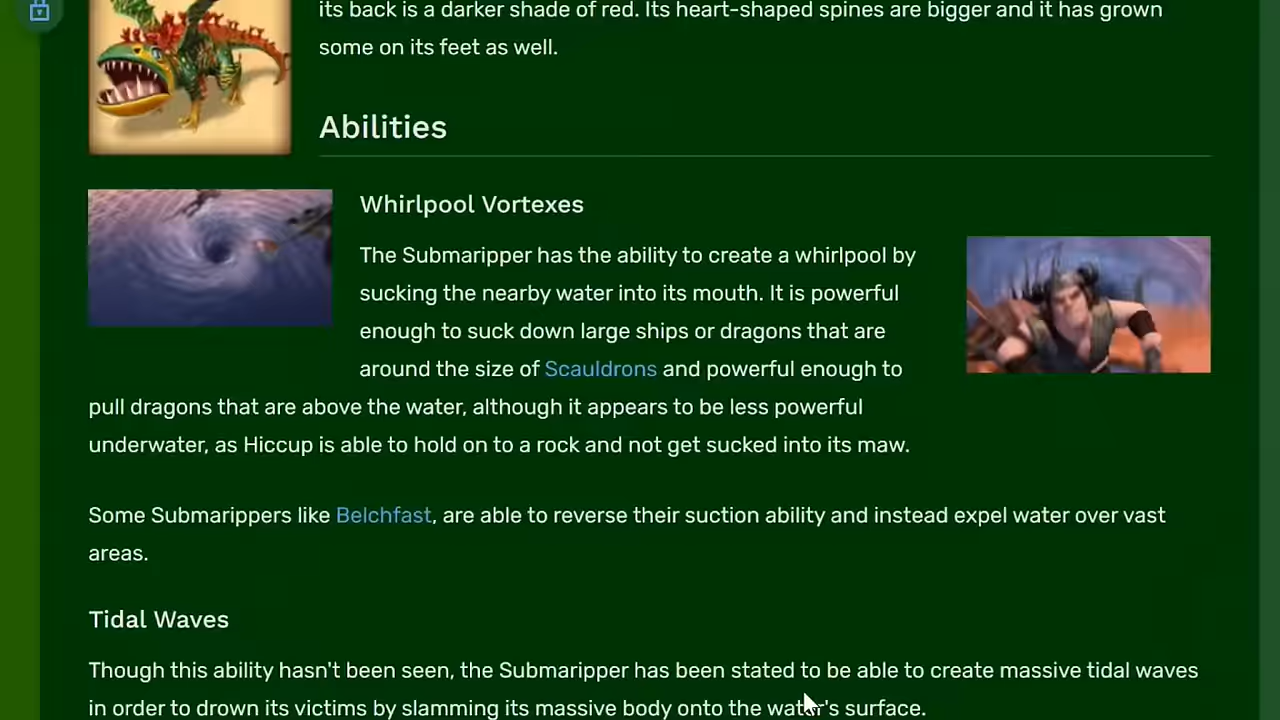 its back is a darker shade of red. Its heart-shaped spines are bigger and it has grown
some on its feet as well.
Abilities
Whirlpool Vortexes
The Submaripper has the ability to create a whirlpool by
sucking the nearby water into its mouth. It is powerful
enough to suck down large ships or dragons that are
around the size of Scauldrons and powerful enough to
pull dragons that are above the water, although it appears to be less powerful
underwater, as Hiccup is able to hold on to a rock and not get sucked into its maw.
Some Submarippers like Belchfast, are able to reverse their suction ability and instead expel water over vast
areas.
Tidal Waves
Though this ability hasn't been seen, the Submaripper has been stated to be able to create massive tidal waves
in order to drown its victims by slamming its massive body onto the water's surface.